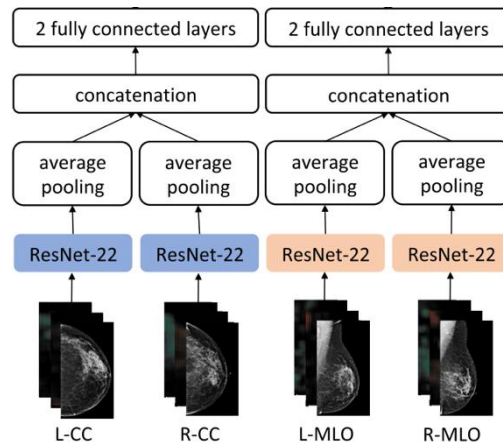 2 fully connected layers 2 fully connected layers
concatenation concatenation
average pooling average pooling average pooling average pooling
ResNet-22 ResNet-22 ResNet-22 ResNet-22
L-CC R-CC L-MLO R-MLO